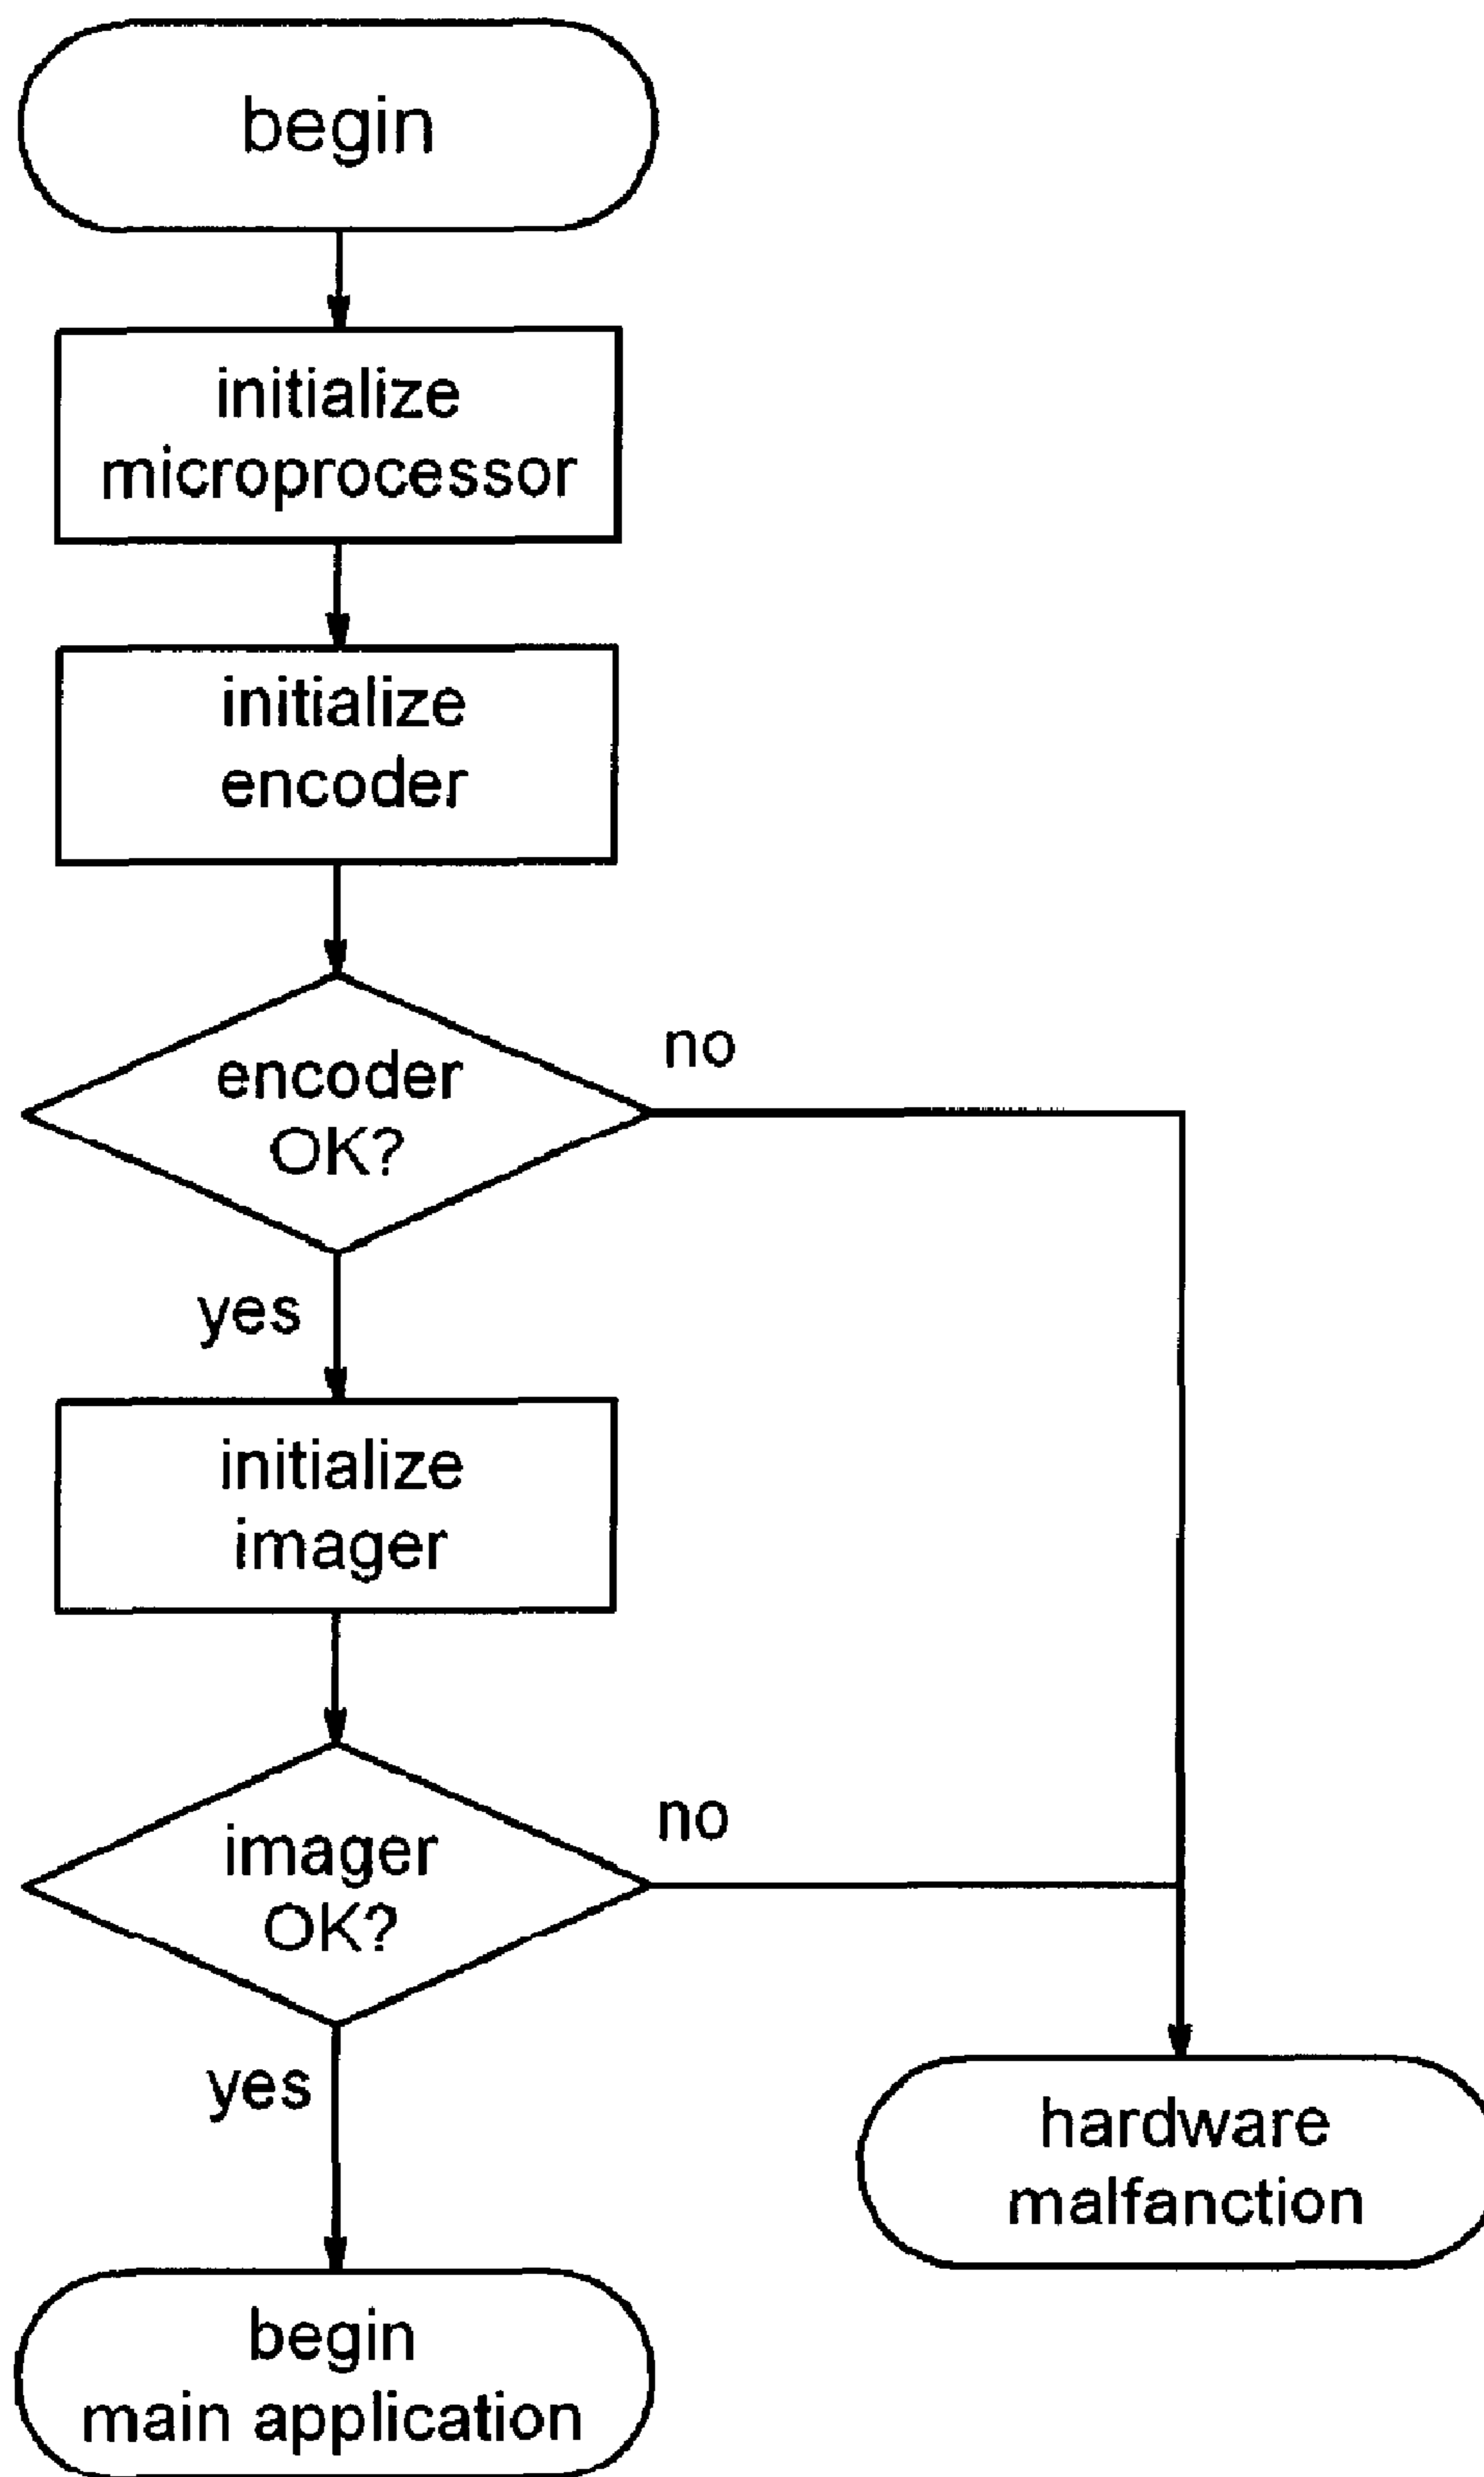 begin
initialize
microprocessor
initialize
encoder
encoder
OK?
no
yes
initialize
imager
imager
OK?
no
yes
hardware
malfanction
begin
main application